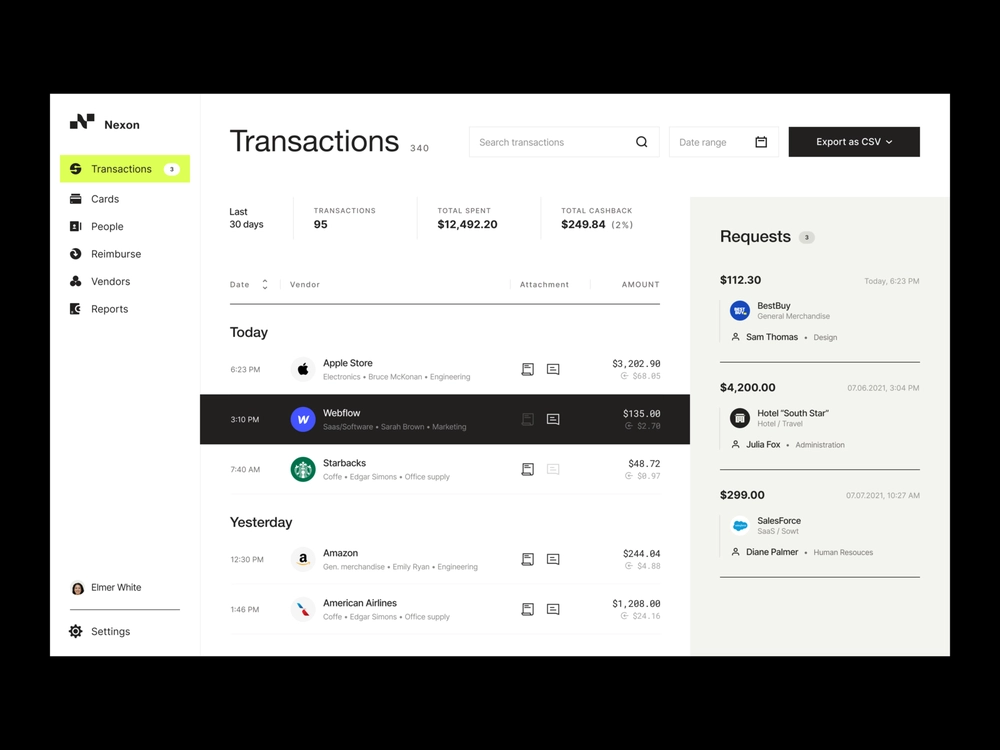 Nexon
Transactions 3
Cards
People
Reimburse
Vendors
Reports
Elmer White
Settings
Transactions 340
Search transactions
Date range
Export as CSV
Last
30 days
TRANSACTIONS
95
TOTAL SPENT
$12,492.20
TOTAL CASHBACK
$249.84 (2%)
Date Vendor Attachment AMOUNT
Today
6:23 PM
Apple Store
Electronics • Bruce McKonan • Engineering
$3,202.90
$68.05
3:10 PM
W
Webflow
Saas/Software • Sarah Brown • Marketing
$135.00
$2.70
7:40 AM
Starbacks
Coffe • Edgar Simons • Office supply
$48.72
$0.97
Yesterday
12:30 PM
a
Amazon
Gen. merchandise • Emily Ryan • Engineering
$244.04
$4.88
1:46 PM
American Airlines
Coffe • Edgar Simons • Office supply
$1,208.00
$24.16
Requests 3
$112.30 Today, 6:23 PM
BEST BUY
BestBuy
General Merchandise
Sam Thomas • Design
$4,200.00 07.06.2021, 3:04 PM
Hotel "South Star"
Hotel / Travel
Julia Fox • Administration
$299.00 07.07.2021, 10:27 AM
SalesForce
SaaS / Sowt
Diane Palmer • Human Resouces